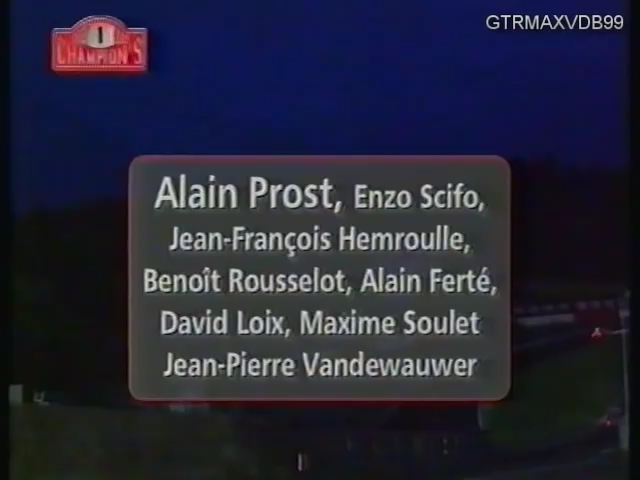 GTRMAXVDB99
1
CHAMPION'S
Alain Prost, Enzo Scifo,
Jean-François Hemroulle,
Benoît Rousselot, Alain Ferté,
David Loix, Maxime Soulet
Jean-Pierre Vandewauwer